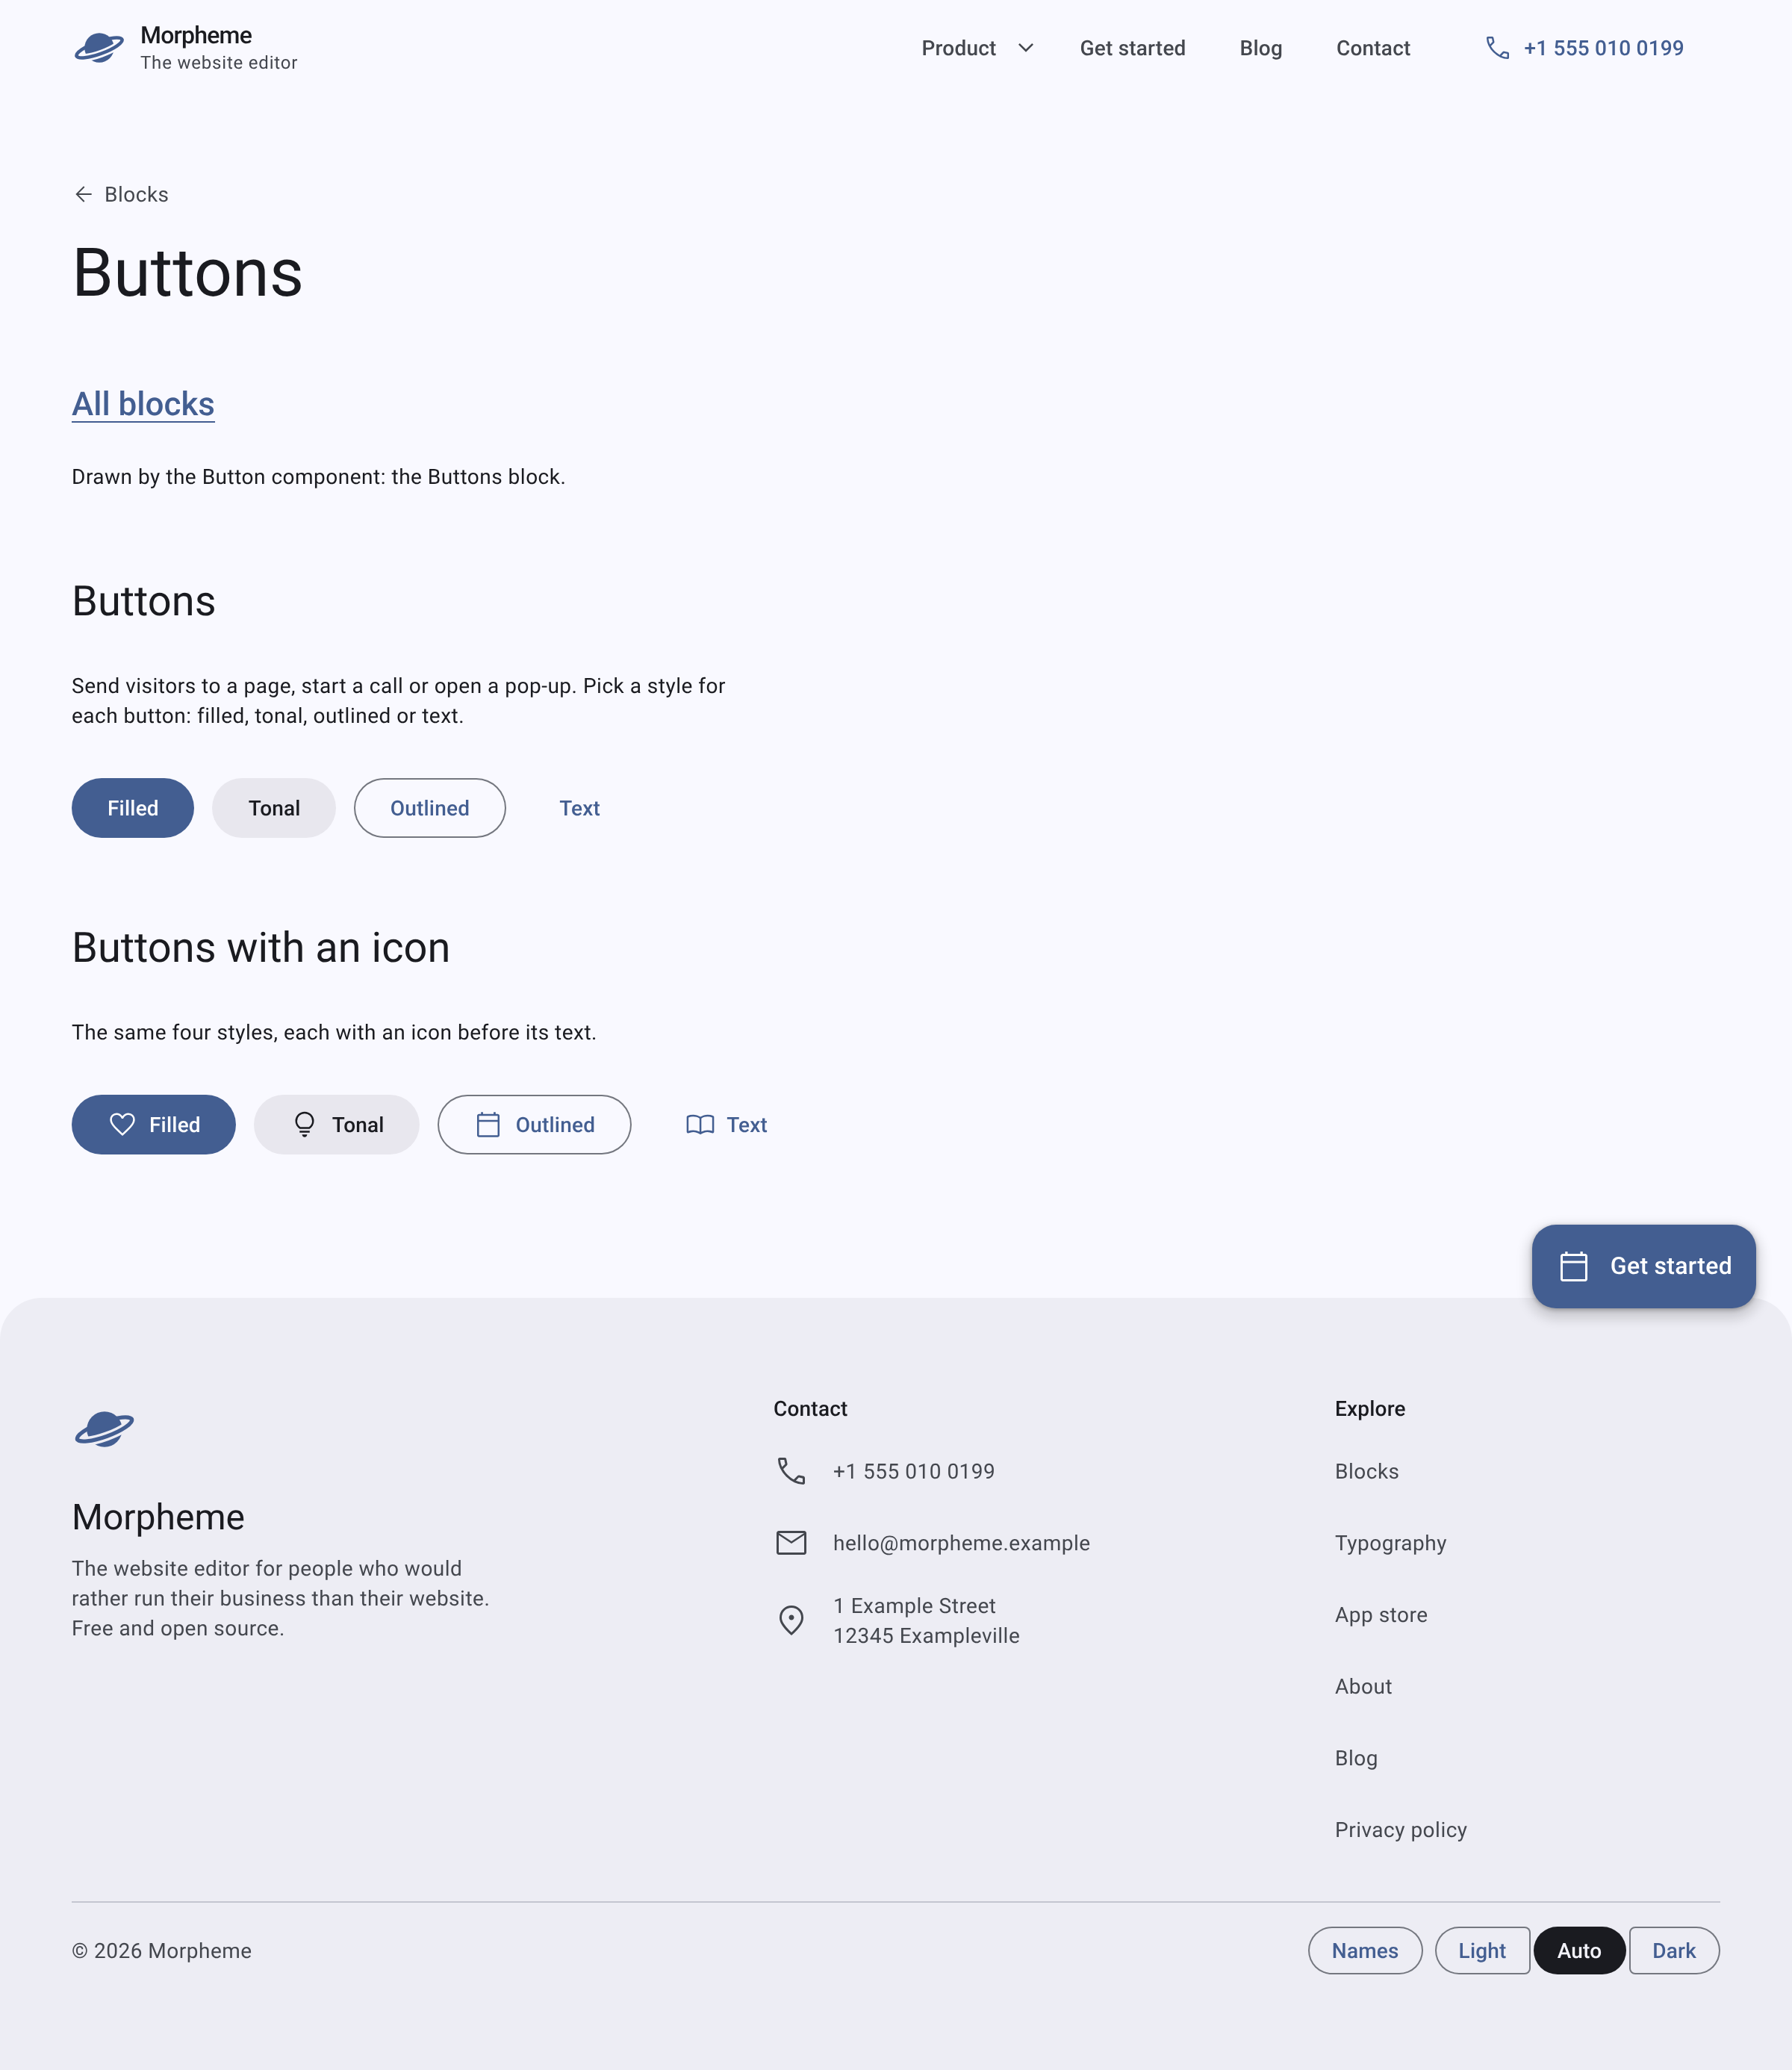 Morpheme
The website editor
Product
Get started
Blog
Contact
+1 555 010 0199
Blocks
Buttons
All blocks
Drawn by the Button component: the Buttons block.
Buttons
Send visitors to a page, start a call or open a pop-up. Pick a style for
each button: filled, tonal, outlined or text.
Filled
Tonal
Outlined
Text
Buttons with an icon
The same four styles, each with an icon before its text.
Filled
Tonal
Outlined
Text
Get started
Morpheme
The website editor for people who would
rather run their business than their website.
Free and open source.
Contact
+1 555 010 0199
hello@morpheme.example
1 Example Street
12345 Exampleville
Explore
Blocks
Typography
App store
About
Blog
Privacy policy
© 2026 Morpheme
Names
Light
Auto
Dark